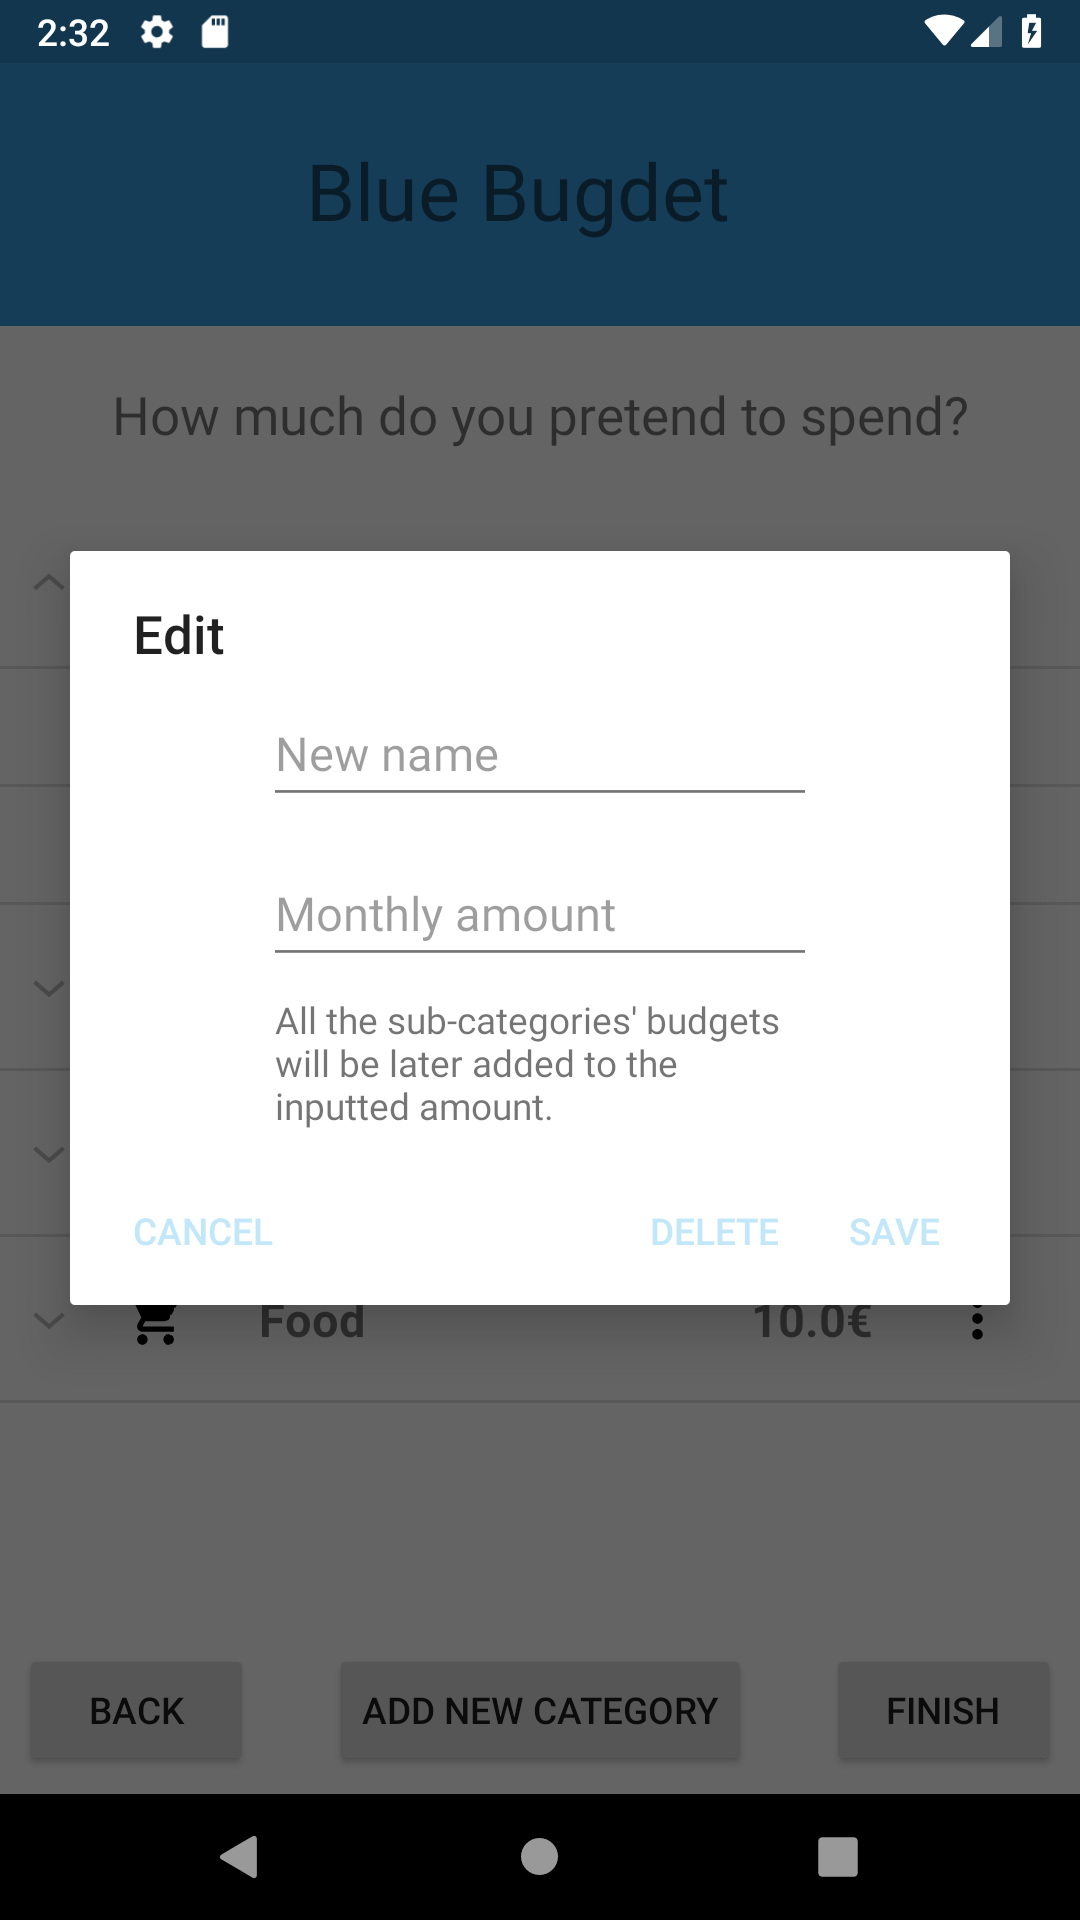 2:32
Blue Bugdet
How much do you pretend to spend?
Edit
New name
Monthly amount
All the sub-categories' budgets
will be later added to the
inputted amount.
CANCEL DELETE SAVE
Food 10.0€
BACK ADD NEW CATEGORY FINISH